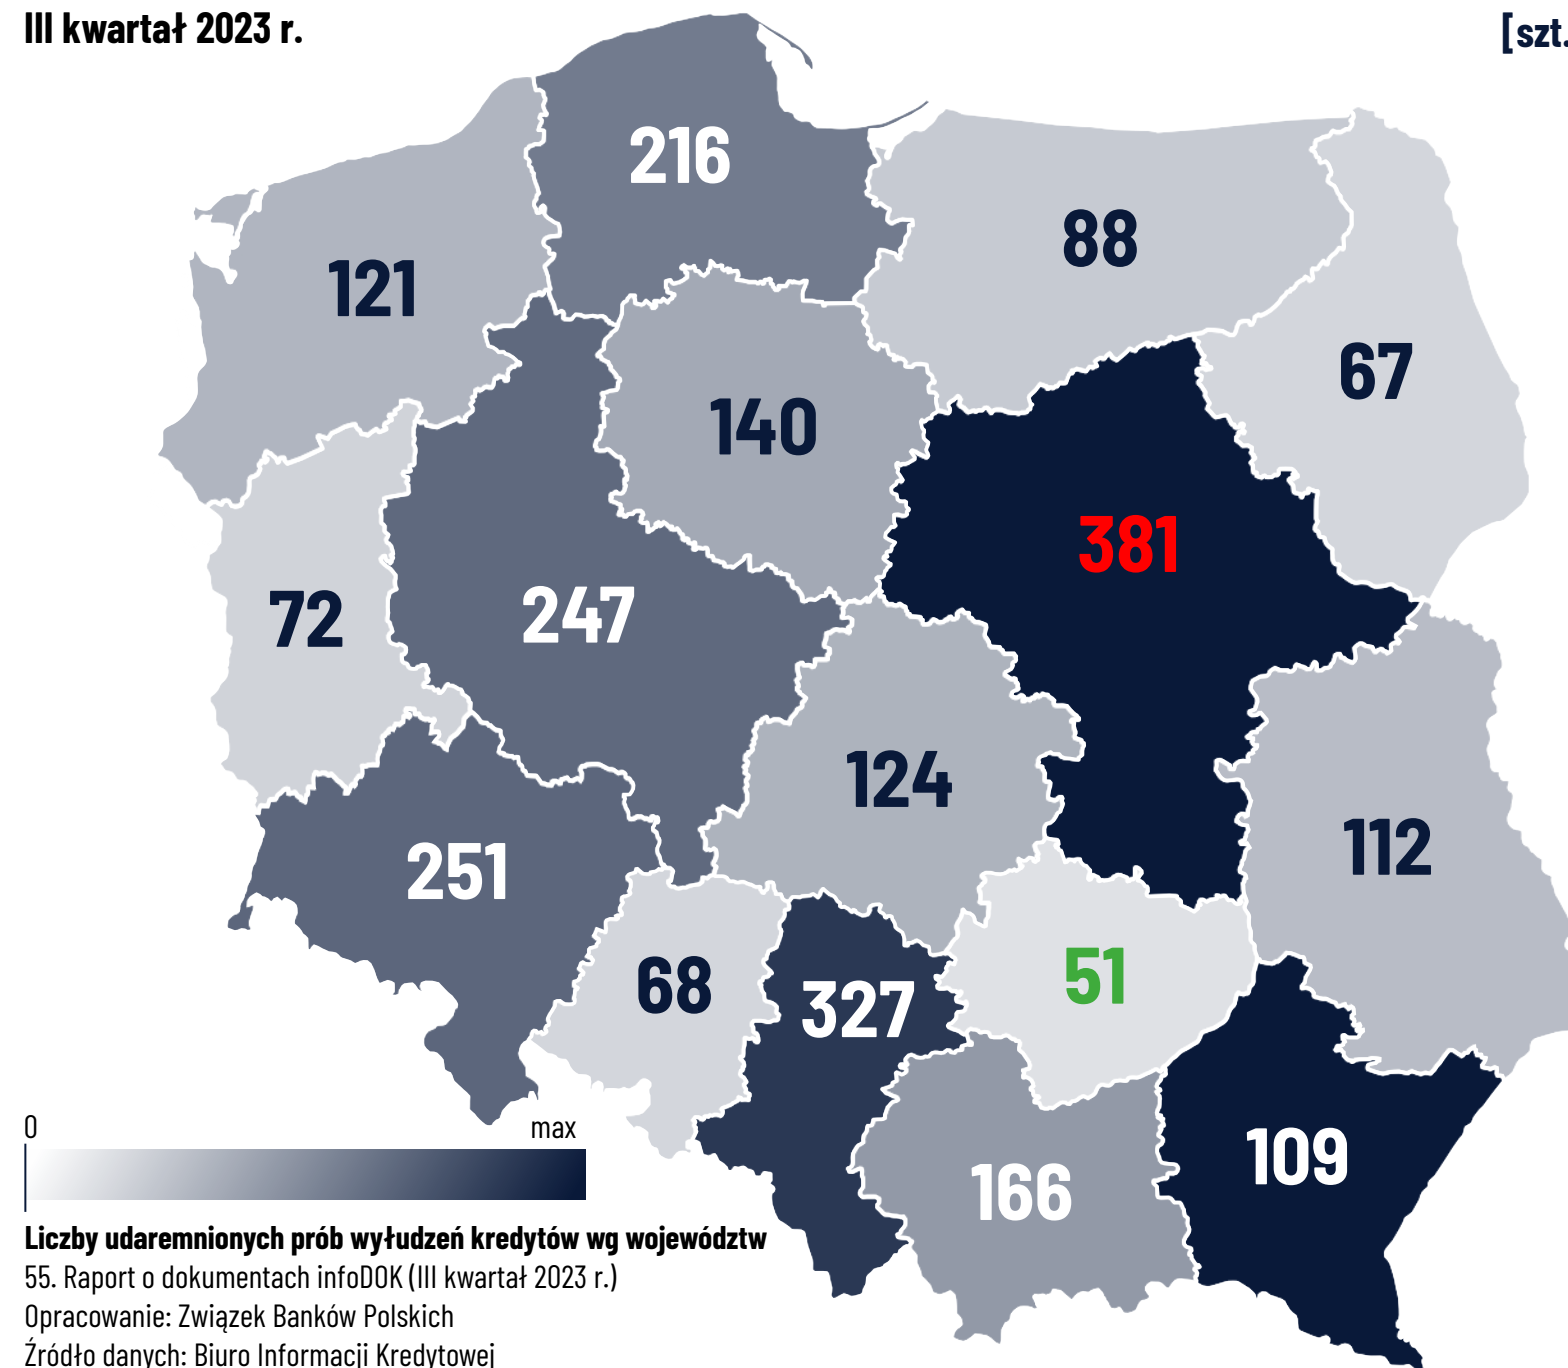 III kwartał 2023 r.
[szt.
216
88
121
67
140
381
72
247
124
112
251
68
327
51
109
166
0
max
Liczby udaremnionych prób wyłudzeń kredytów wg województw
55. Raport o dokumentach infoDOK (III kwartał 2023 r.)
Opracowanie: Związek Banków Polskich
Źródło danych: Biuro Informacji Kredytowej